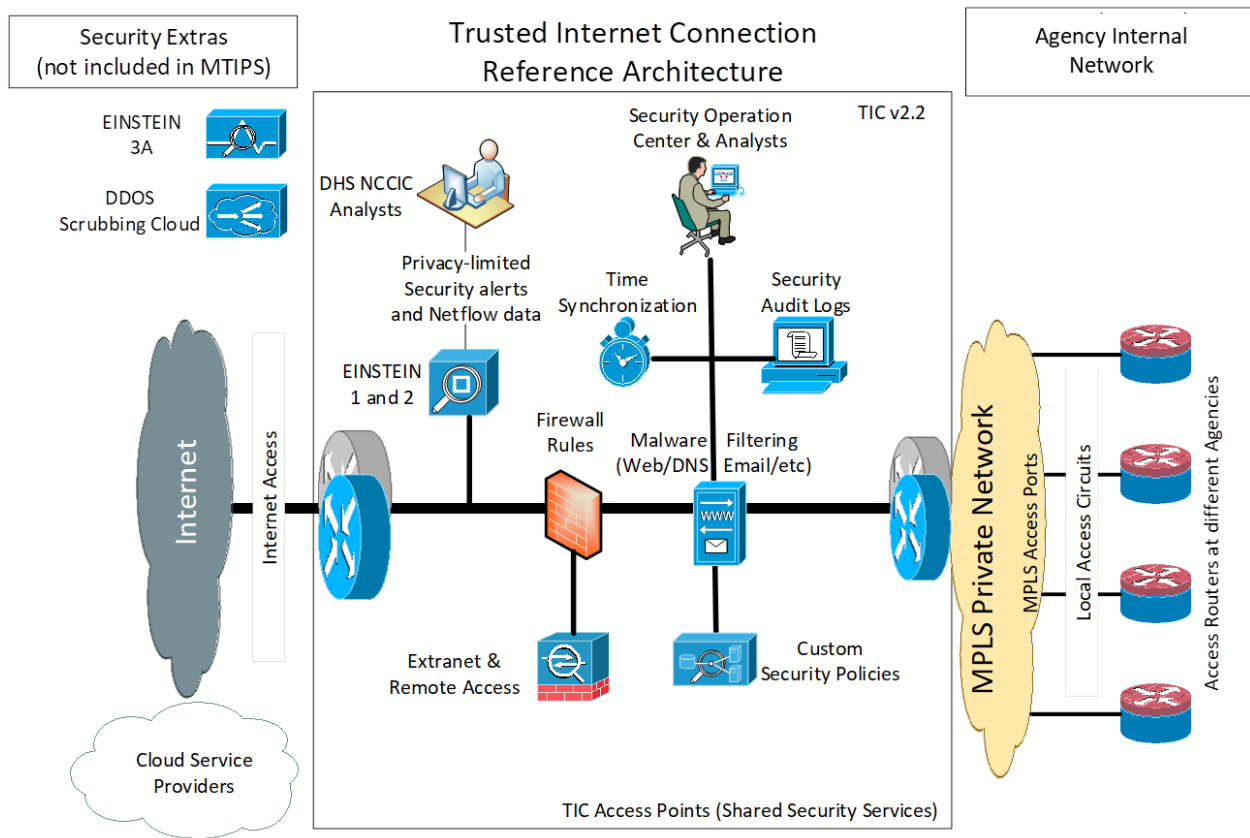 Security Extras
(not included in MTIPS)
Trusted Internet Connection
Reference Architecture
Agency Internal
Network
EINSTEIN
3A
DDOS
Scrubbing Cloud
TIC v2.2
DHS NCCIC
Analysts
Security Operation
Center & Analysts
Privacy-limited
Security alerts
and Netflow data
Time
Synchronization
Security
Audit Logs
EINSTEIN
1 and 2
Firewall
Rules
Malware
(Web/DNS
Filtering
Email/etc)
WWW
Internet
Internet Access
Extranet &
Remote Access
Custom
Security Policies
MPLS Private Network
MPLS Access Ports
Local Access Circuits
Access Routers at different Agencies
Cloud Service
Providers
TIC Access Points (Shared Security Services)